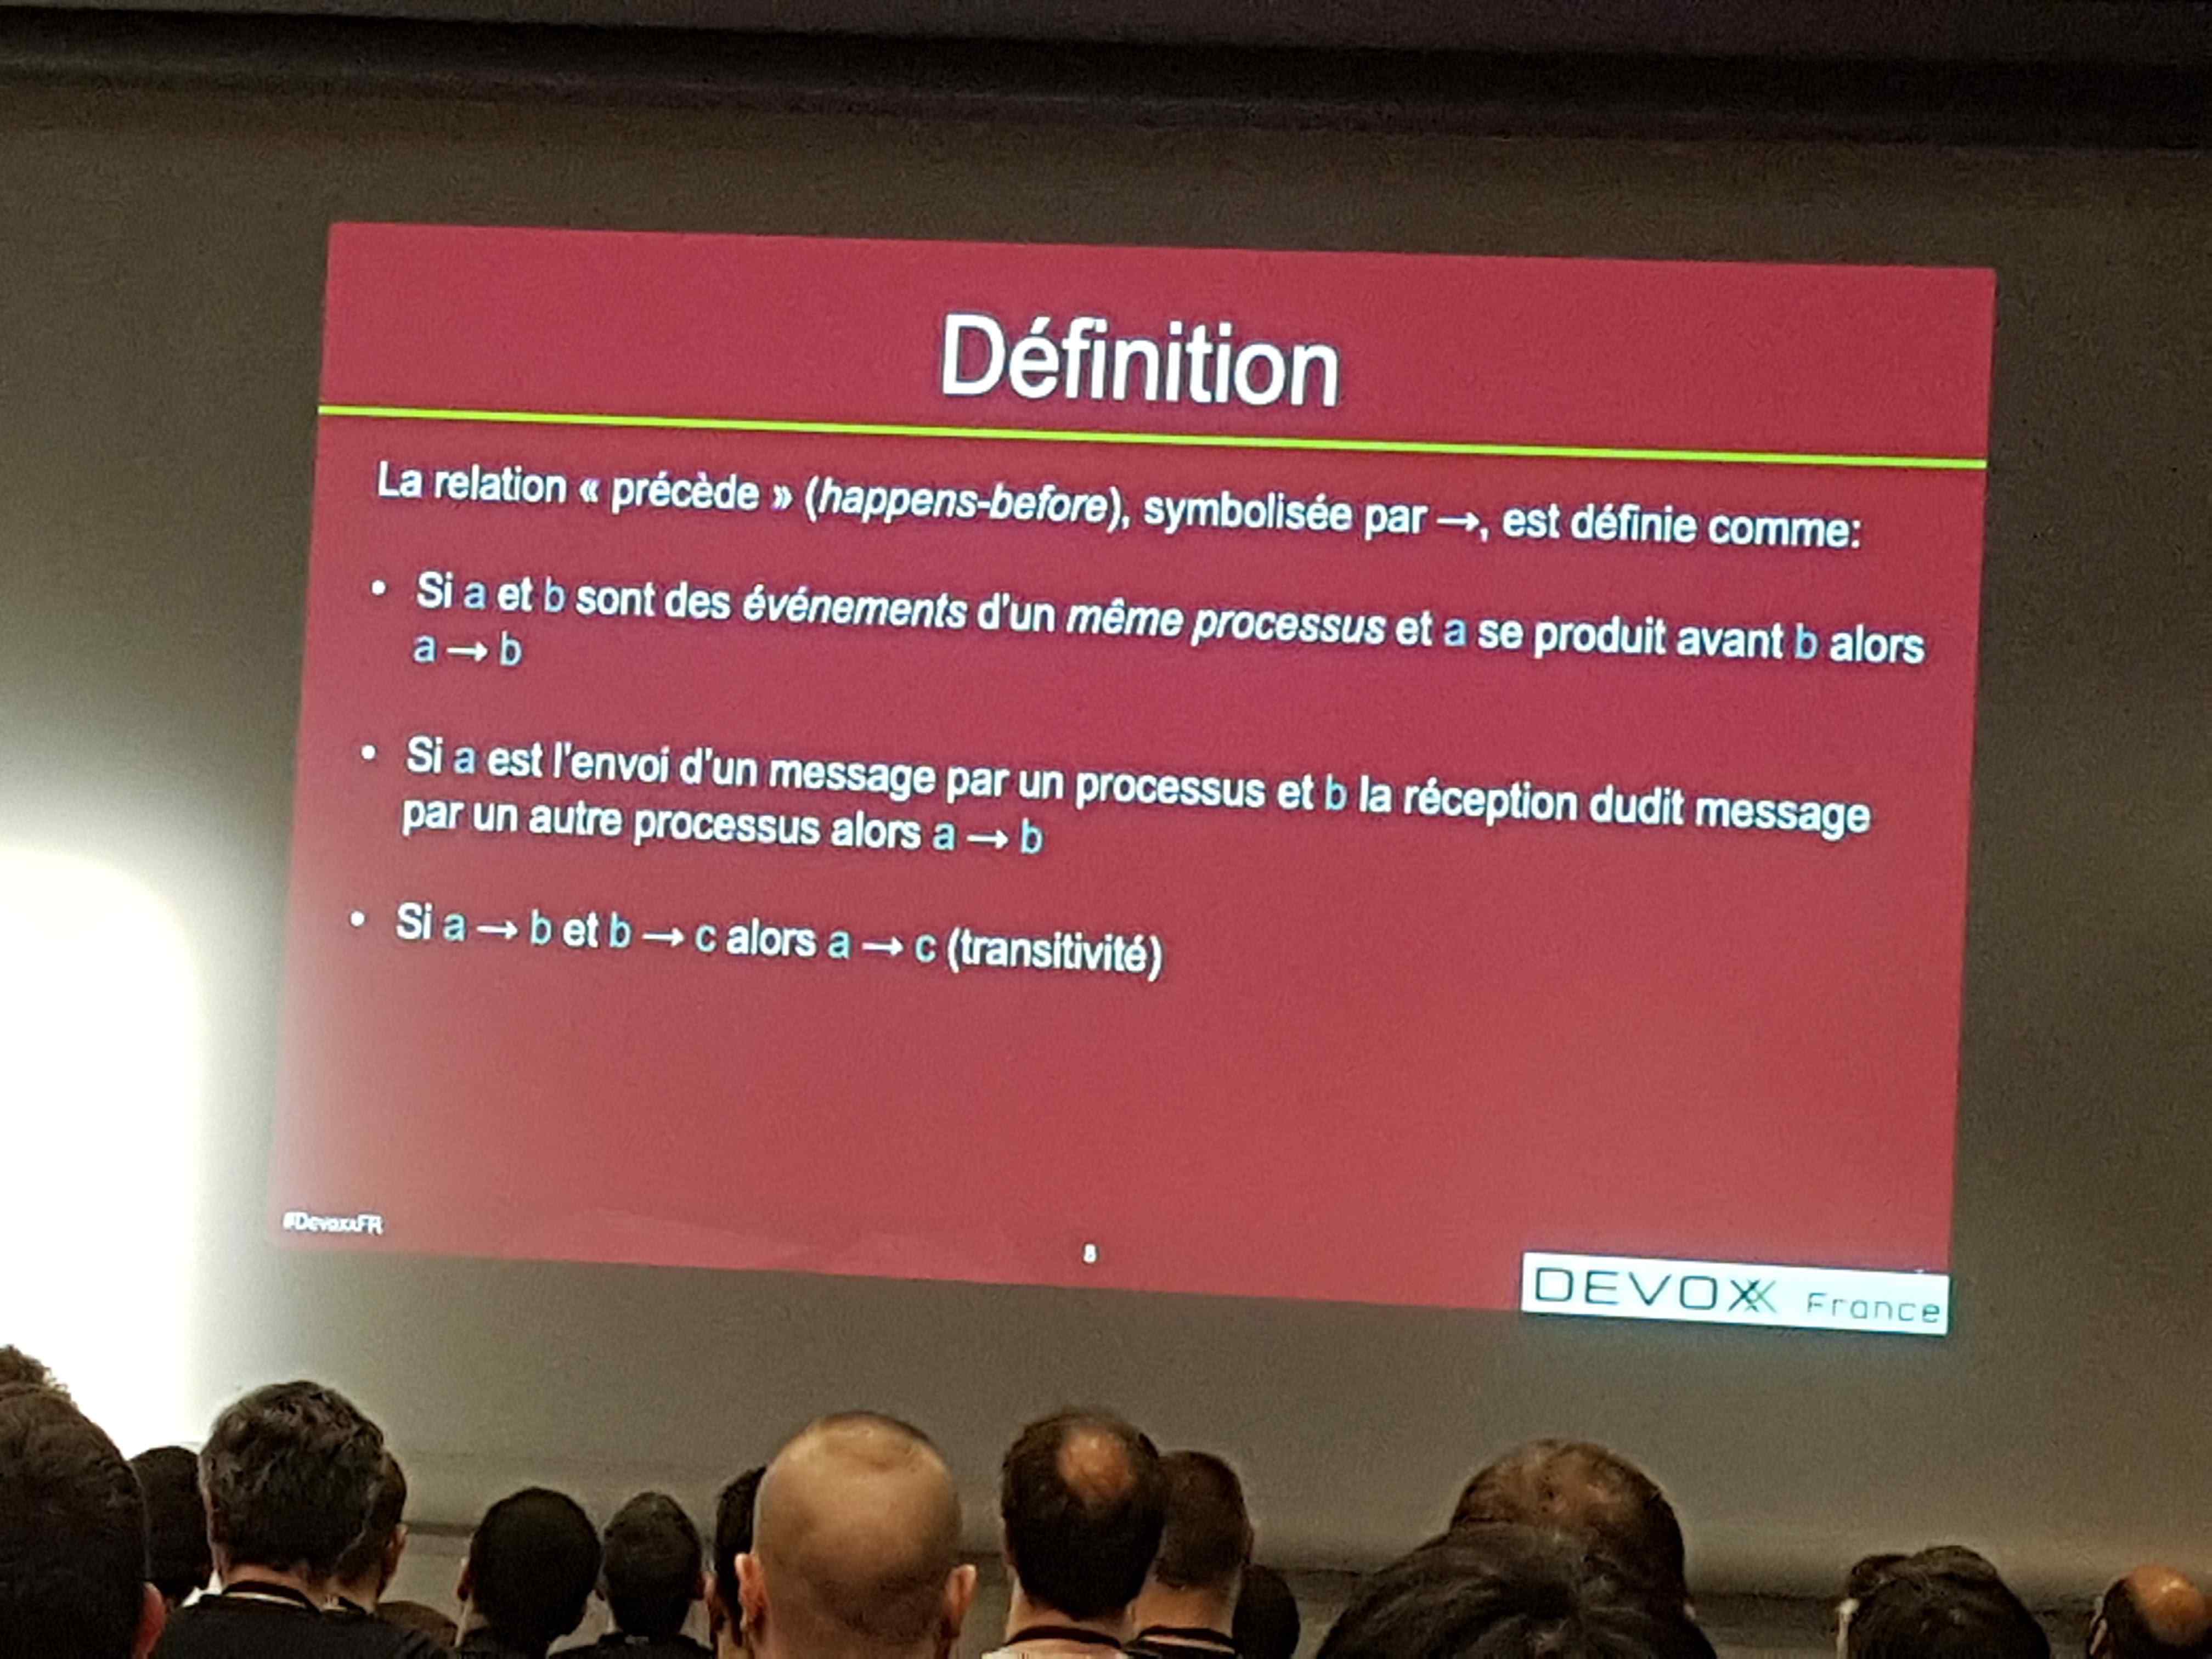 Définition
La relation « précède » (happens-before), symbolisée par →, est définie comme:
• Si a et b sont des événements d'un même processus et a se produit avant b alors
a → b
• Si a est l'envoi d'un message par un processus et b la réception dudit message
par un autre processus alors a → b
• Si a → b et b → c alors a → c (transitivité)
#DevoxxFR
8
DEVOXX France